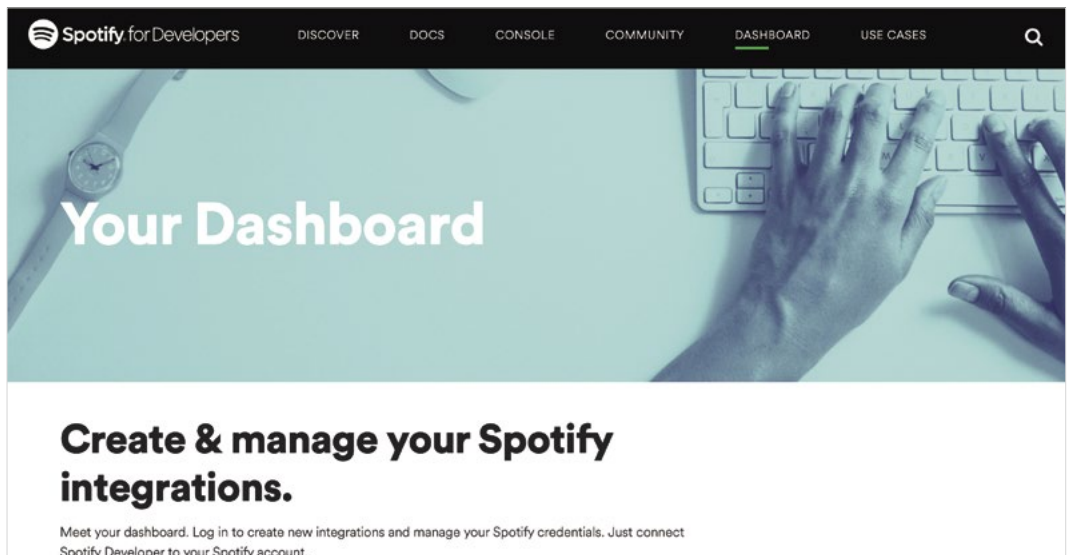 Spotify for Developers DISCOVER DOCS CONSOLE COMMUNITY DASHBOARD USE CASES
Your Dashboard
Create & manage your Spotify
integrations.
Meet your dashboard. Log in to create new integrations and manage your Spotify credentials. Just connect
Spotify Developer to your Spotify account.